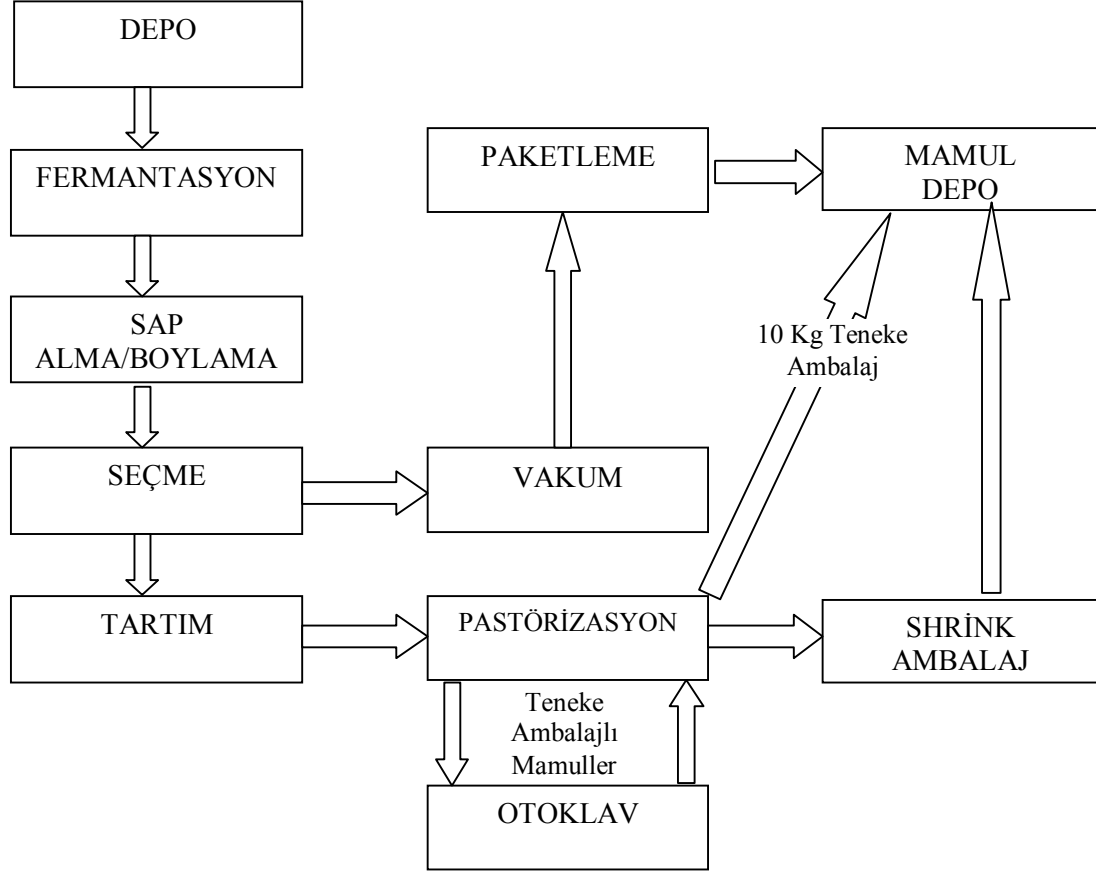 DEPO
FERMANTASYON
SAP
ALMA/BOYLAMA
SEÇME
TARTIM
PAKETLEME
VAKUM
PASTÖRİZASYON
Teneke
Ambalajlı
Mamuller
OTOKLAV
MAMUL
DEPO
10 Kg Teneke
Ambalaj
SHRİNK
AMBALAJ